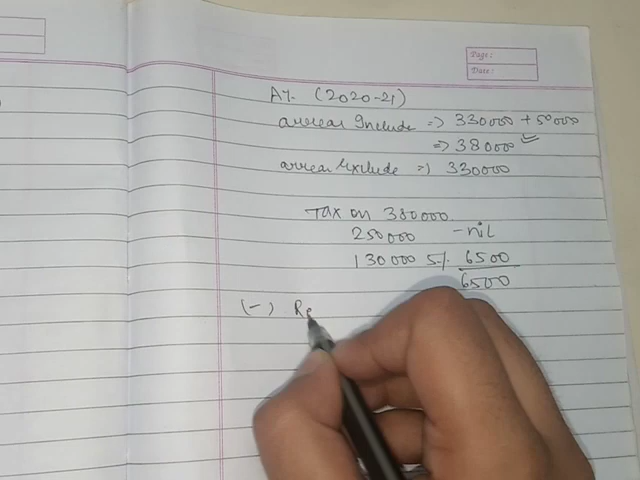 Page:
Date:
AY. (2020-21)
arrear Include => 330000 + 50000
=> 380000
arrear Exclude => 330000
Tax on 380000
250000 - nil
130000 5% 6500
6500
(-) Re